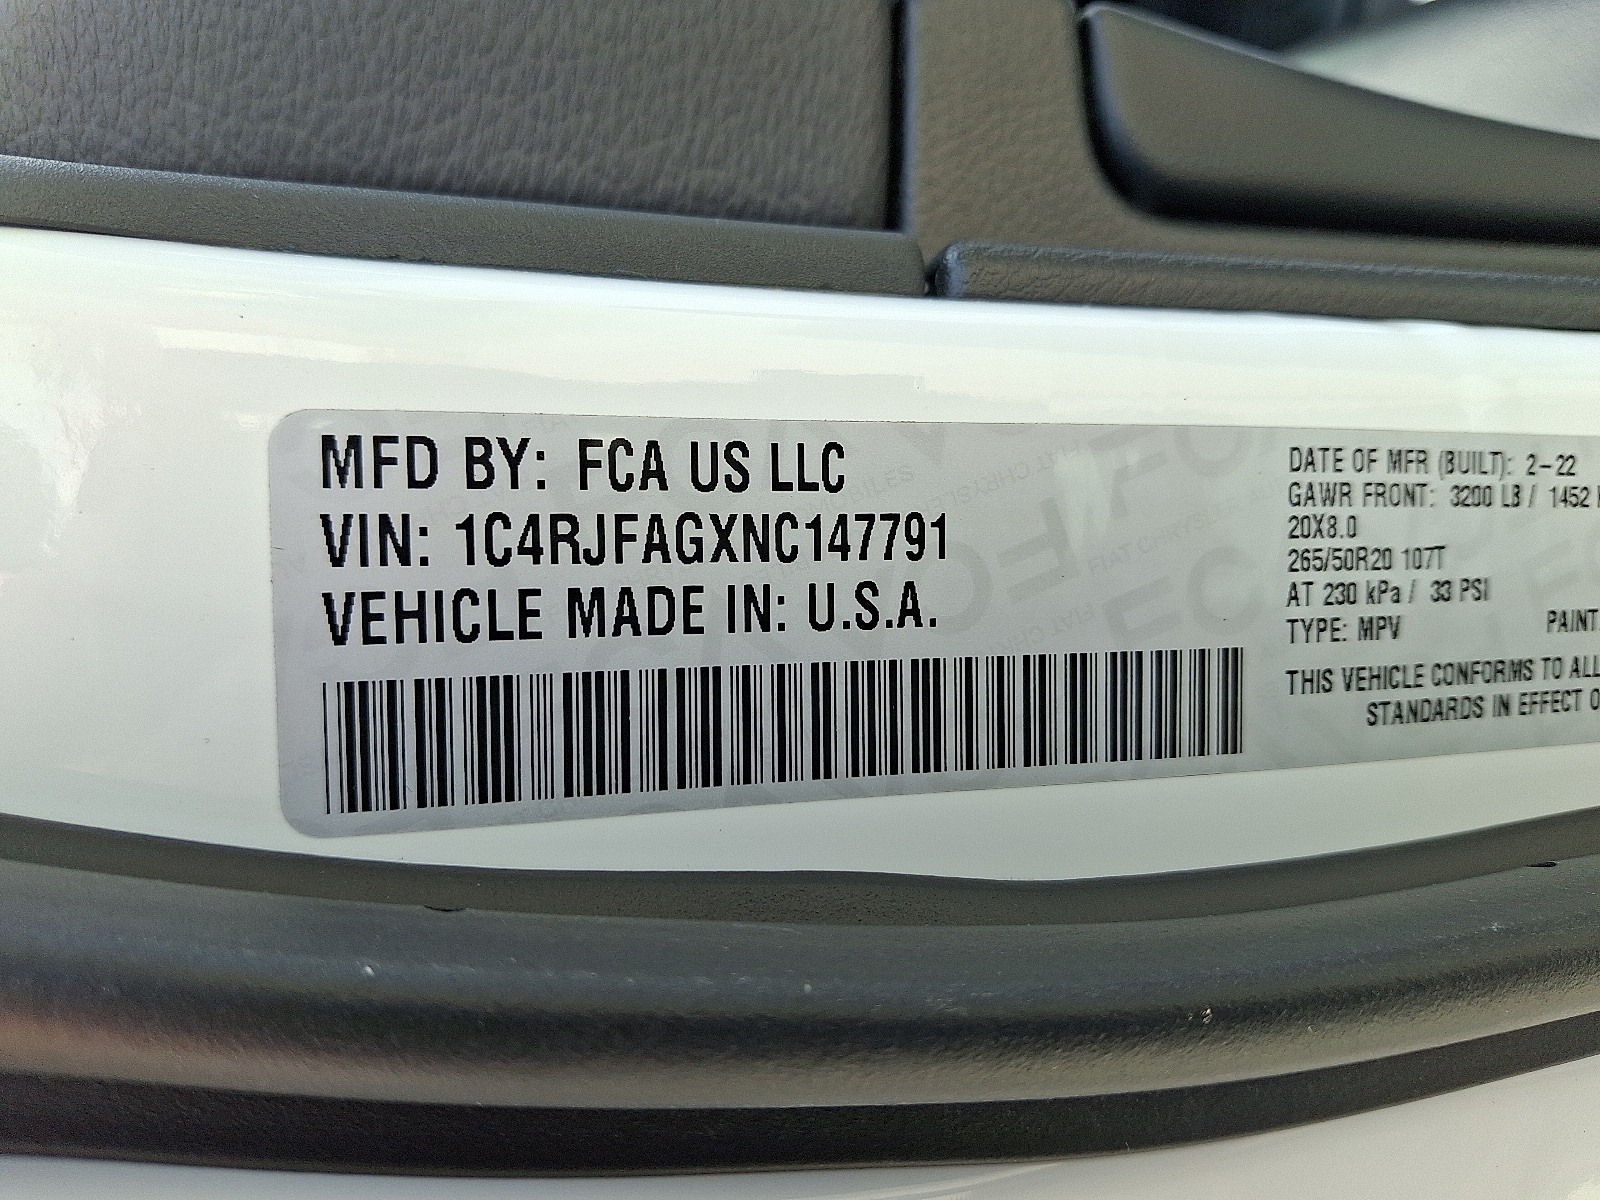 MFD BY: FCA US LLC
VIN: 1C4RJFAGXNC147791
VEHICLE MADE IN: U.S.A.
DATE OF MFR (BUILT): 2-22
GAWR FRONT: 3200 LB / 1452
20X8.0
265/50R20 107T
AT 230 kPa / 33 PSI
TYPE: MPV PAINT:
THIS VEHICLE CONFORMS TO ALL
STANDARDS IN EFFECT